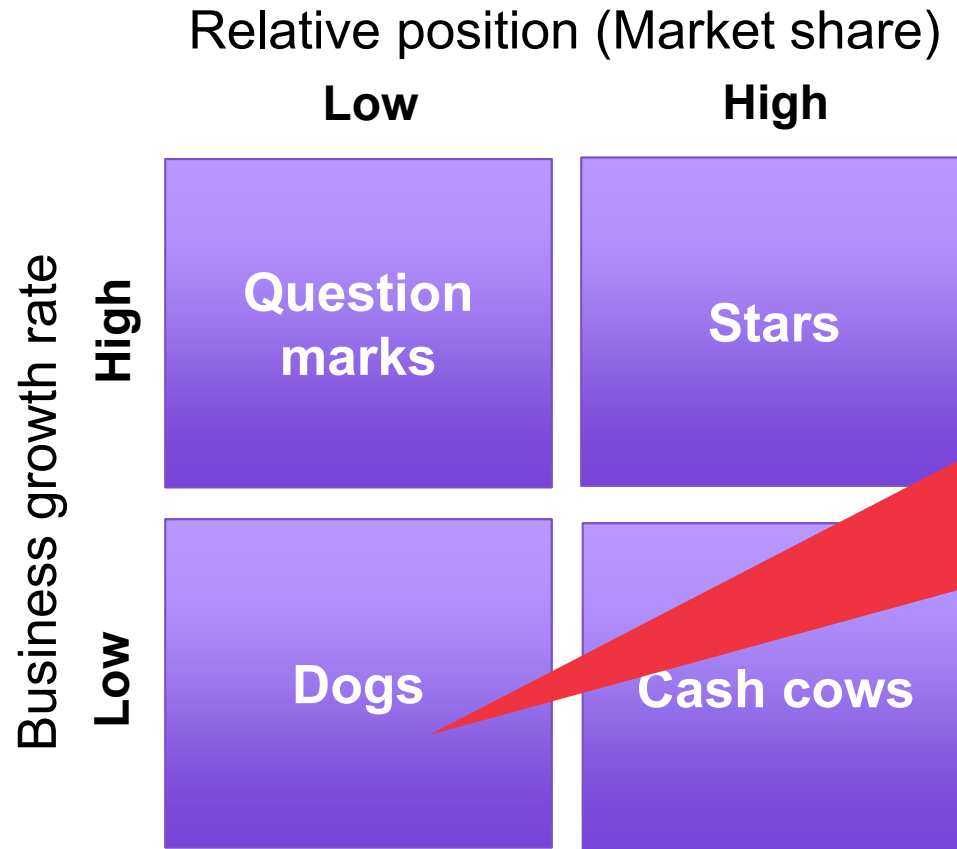 Relative position (Market share)
Low
High
Business growth rate
High
Question
marks
Stars
Low
Dogs
Cash cows